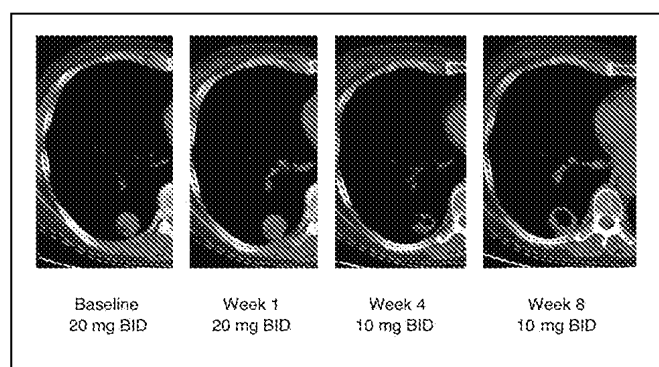 Baseline
20 mg BID
Week 1
20 mg BID
Week 4
10 mg BID
Week 8
10 mg BID